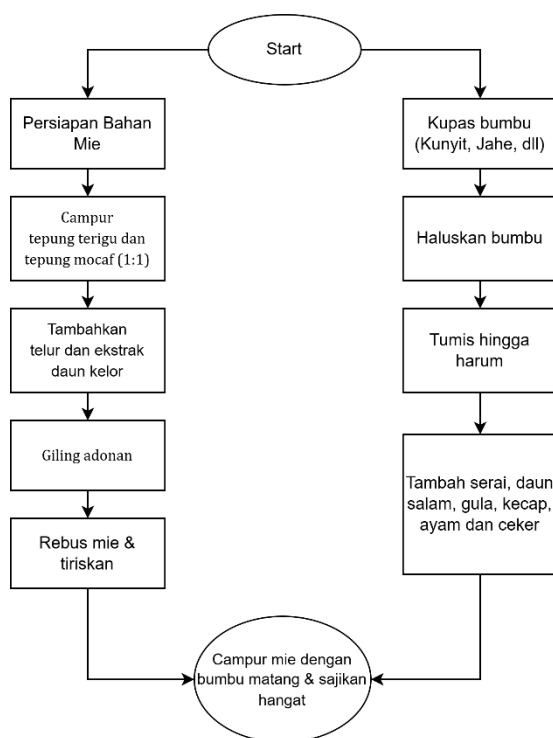 Start
Persiapan Bahan
Mie
Campur
tepung terigu dan
tepung mocaf (1:1)
Tambahkan
telur dan ekstrak
daun kelor
Giling adonan
Rebus mie &
tiriskan
Kupas bumbu
(Kunyit, Jahe, dll)
Haluskan bumbu
Tumis hingga
harum
Tambah serai, daun
salam, gula, kecap,
ayam dan ceker
Campur mie dengan
bumbu matang & sajikan
hangat